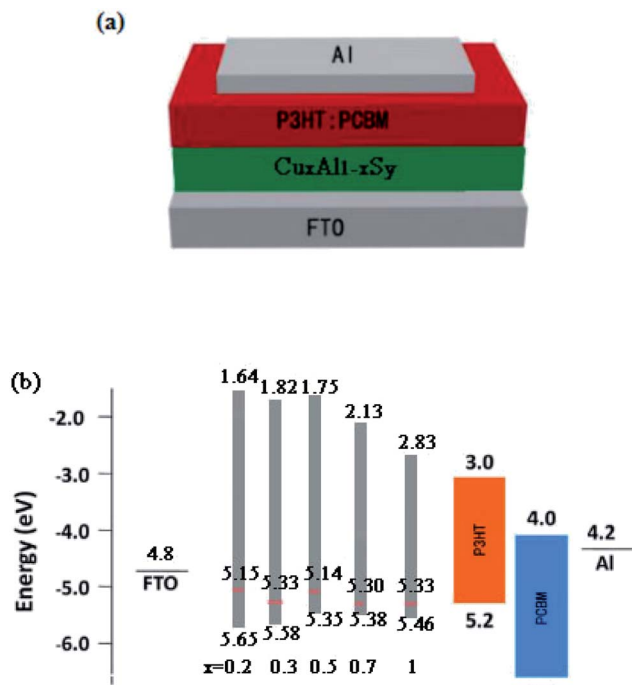 (a)
Al
P3HT:PCBM
CuxAl1-xSy
FTO
(b)
Energy (eV)
-2.0
-3.0
-4.0
-5.0
-6.0
4.8
FTO
1.64
1.82
1.75
2.13
2.83
5.15
5.33
5.14
5.30
5.33
5.65
5.58
5.35
5.38
5.46
x=0.2
0.3
0.5
0.7
1
3.0
P3HT
5.2
4.0
PCBM
4.2
Al